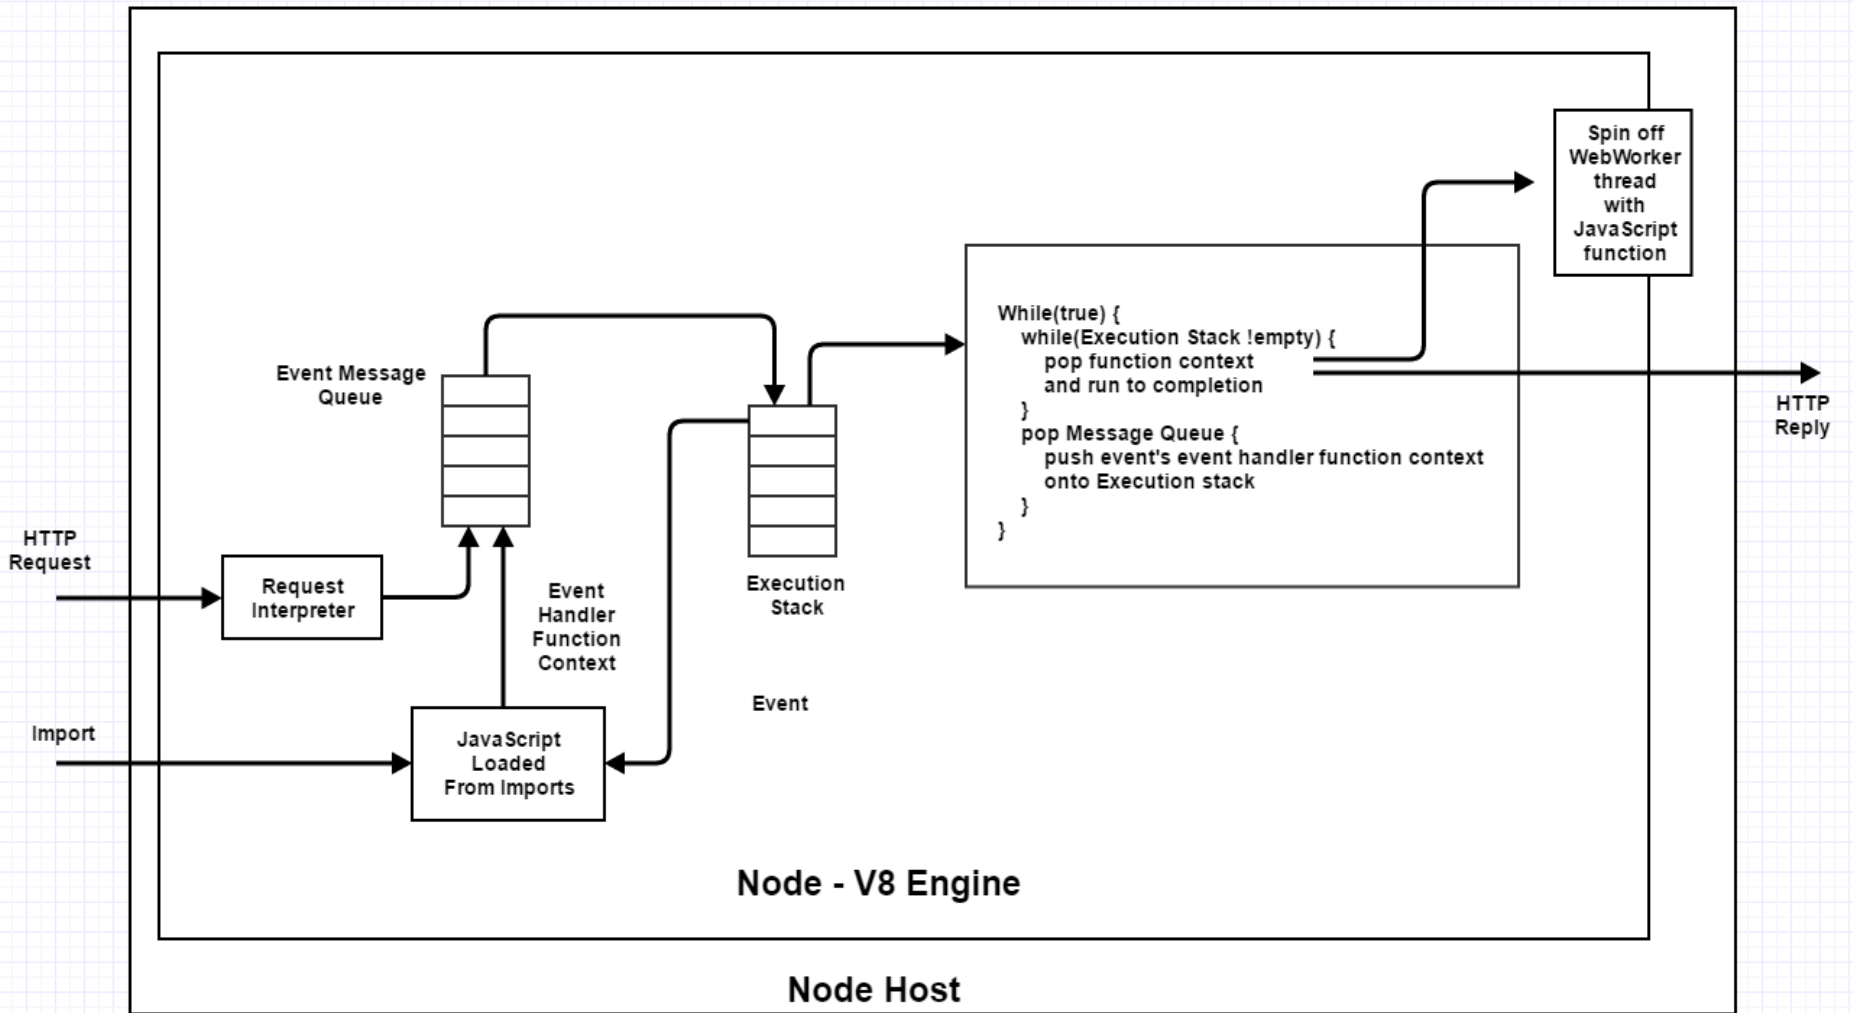 Spin off
WebWorker
thread
with
JavaScript
function
While(true) {
while(Execution Stack !empty) {
pop function context
and run to completion
}
pop Message Queue {
push event's event handler function context
onto Execution stack
}
}
HTTP
Reply
Event Message
Queue
HTTP
Request
Request
Interpreter
Event
Handler
Function
Context
Execution
Stack
Event
Import
JavaScript
Loaded
From Imports
Node - V8 Engine
Node Host